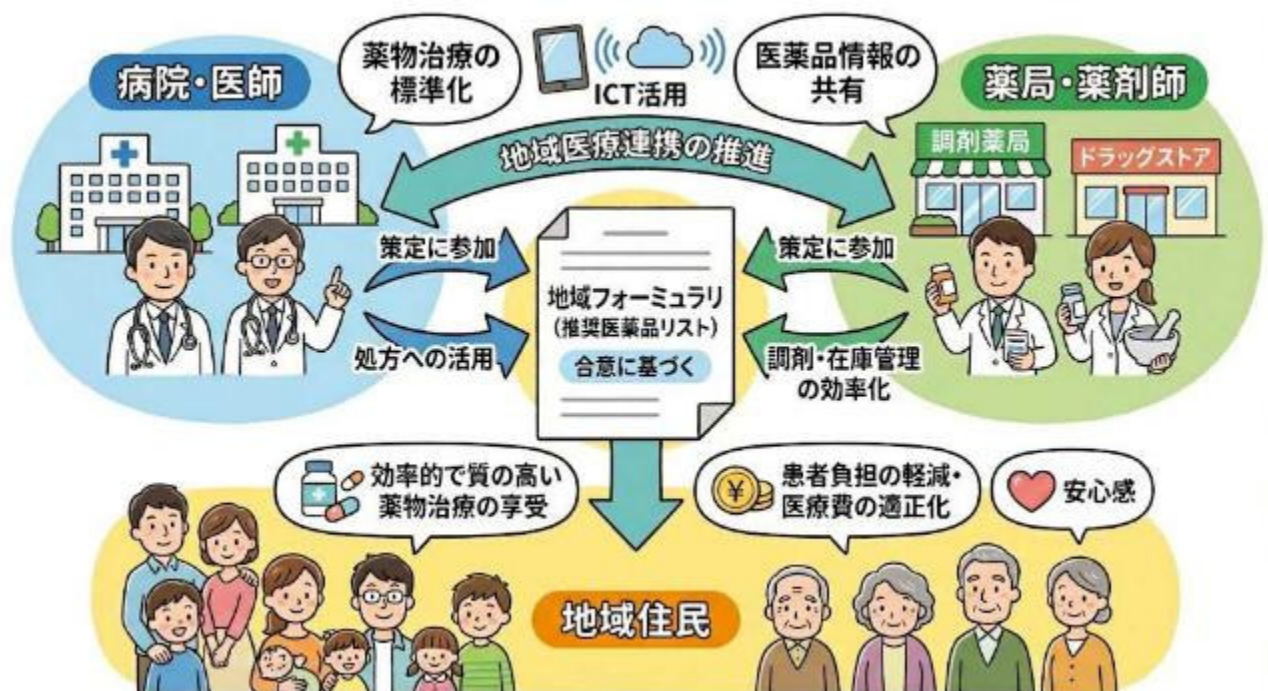 病院・医師
薬物治療の
標準化
ICT活用
医薬品情報の
共有
薬局・薬剤師
地域医療連携の推進
調剤薬局
ドラッグストア
策定に参加
処方への活用
地域フォーミュラリ
(推奨医薬品リスト)
合意に基づく
策定に参加
調剤・在庫管理
の効率化
効率的で質の高い
薬物治療の享受
¥
患者負担の軽減・
医療費の適正化
安心感
地域住民